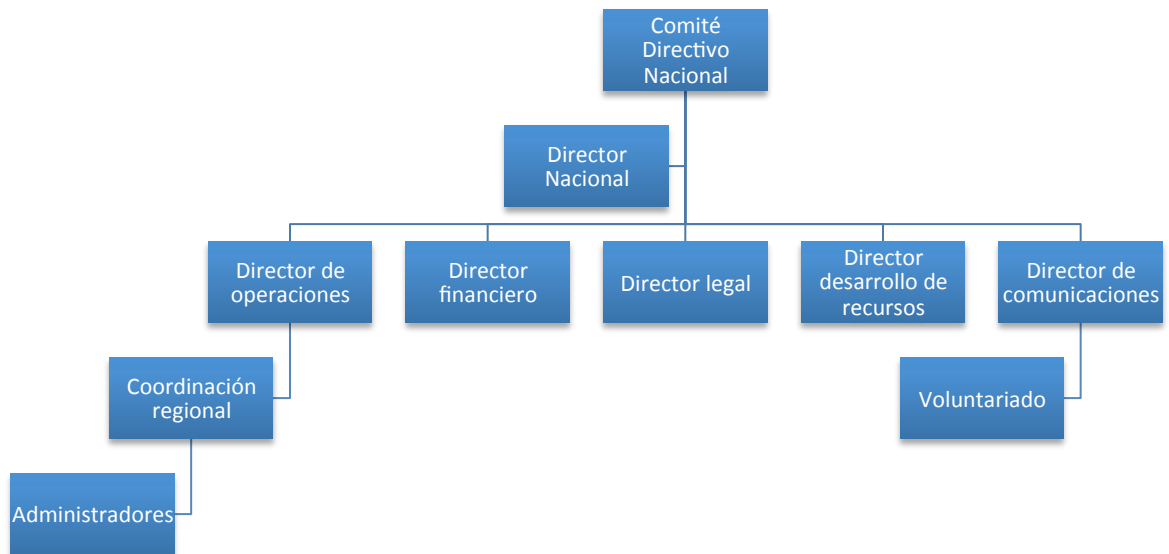 Comité
Directivo
Nacional
Director
Nacional
Director de
operaciones
Director
financiero
Director legal
Director
desarrollo de
recursos
Director de
comunicaciones
Coordinación
regional
Voluntariado
Administradores